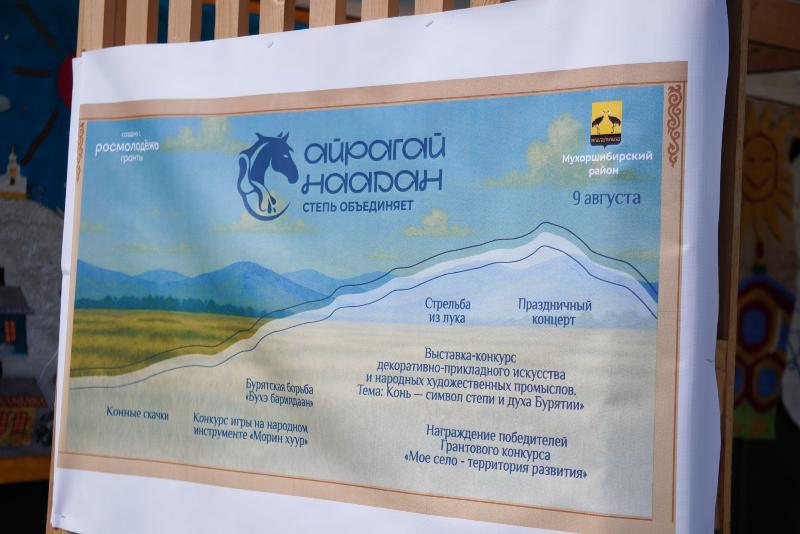 создано с
росмолодёжь
гранты
айрагай
наадан
СТЕПЬ ОБЪЕДИНЯЕТ
Мухоршибирский
район
9 августа
Стрельба
из лука
Праздничный
концерт
Выставка-конкурс
декоративно-прикладного искусства
и народных художественных промыслов.
Тема: Конь — символ степи и духа Бурятии»
Бурятская борьба
«Бухэ барилдаан»
Конные скачки
Конкурс игры на народном
инструменте «Морин хуур»
Награждение победителей
Грантового конкурса
«Мое село - территория развития»